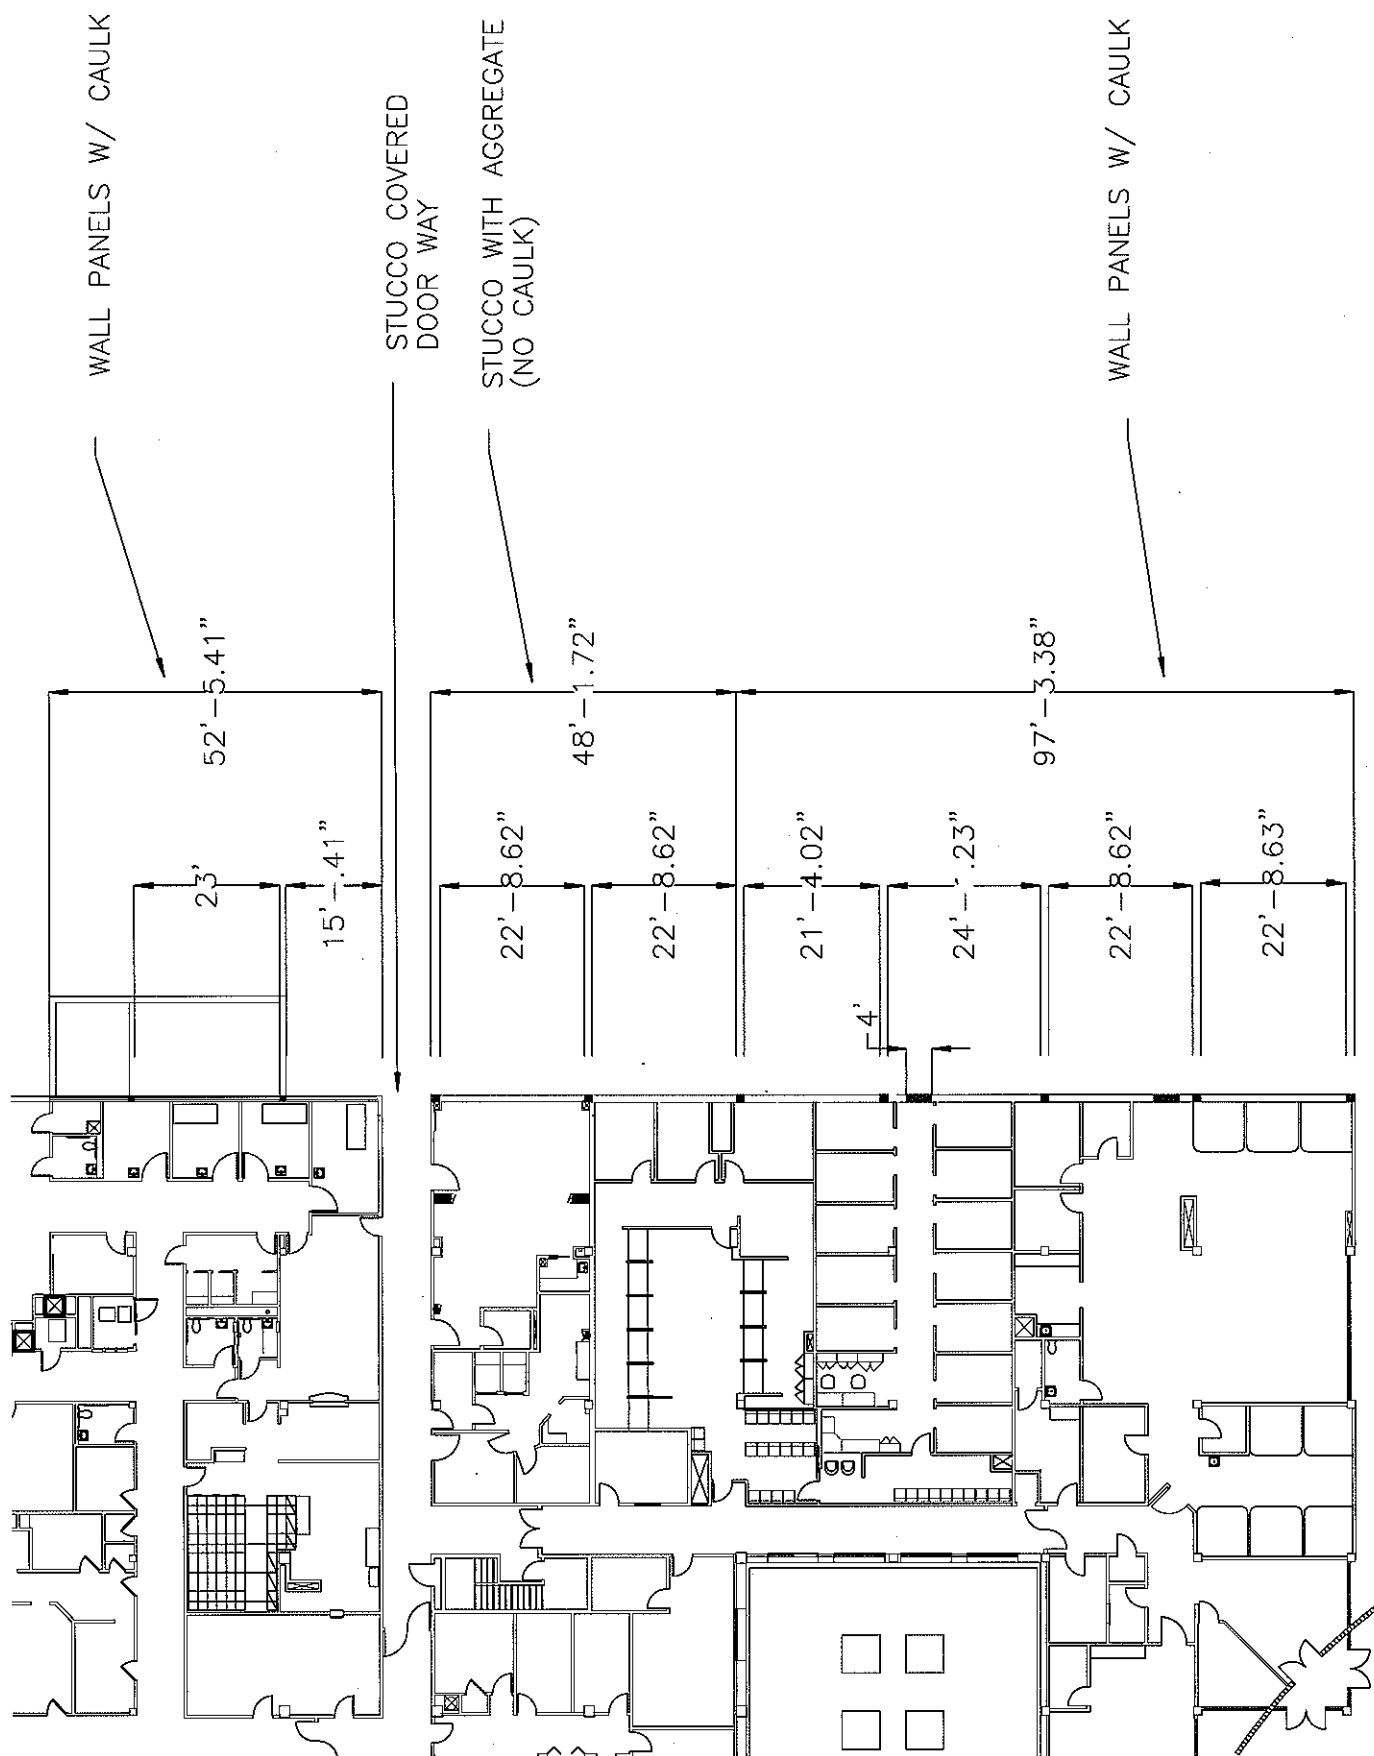 WALL PANELS W/ CAULK
STUCCO COVERED
DOOR WAY
STUCCO WITH AGGREGATE
(NO CAULK)
WALL PANELS W/ CAULK
52'-5.41"
48'-1.72"
97'-3.38"
23'
15'-.41"
22'-8.62"
22'-8.62"
21'-4.02"
22'-8.62"
22'-8.63"
4'